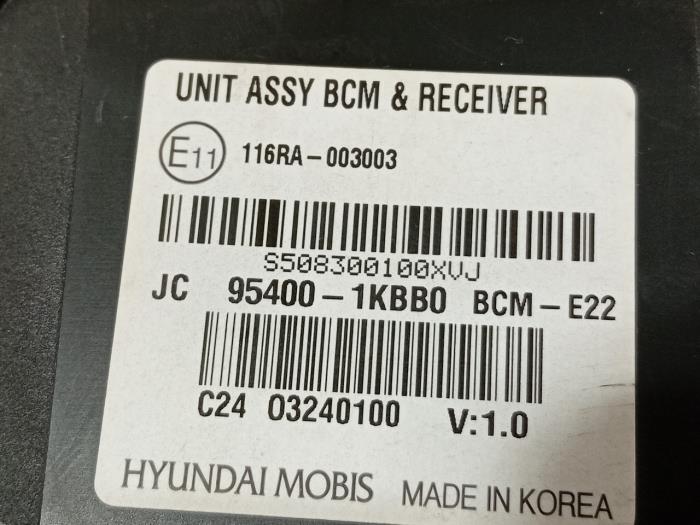 UNIT ASSY BCM & RECEIVER
E11 116RA-003003
S508300100XVJ
JC 95400-1KBB0 BCM-E22
C24 03240100 V:1.0
HYUNDAI MOBIS MADE IN KOREA